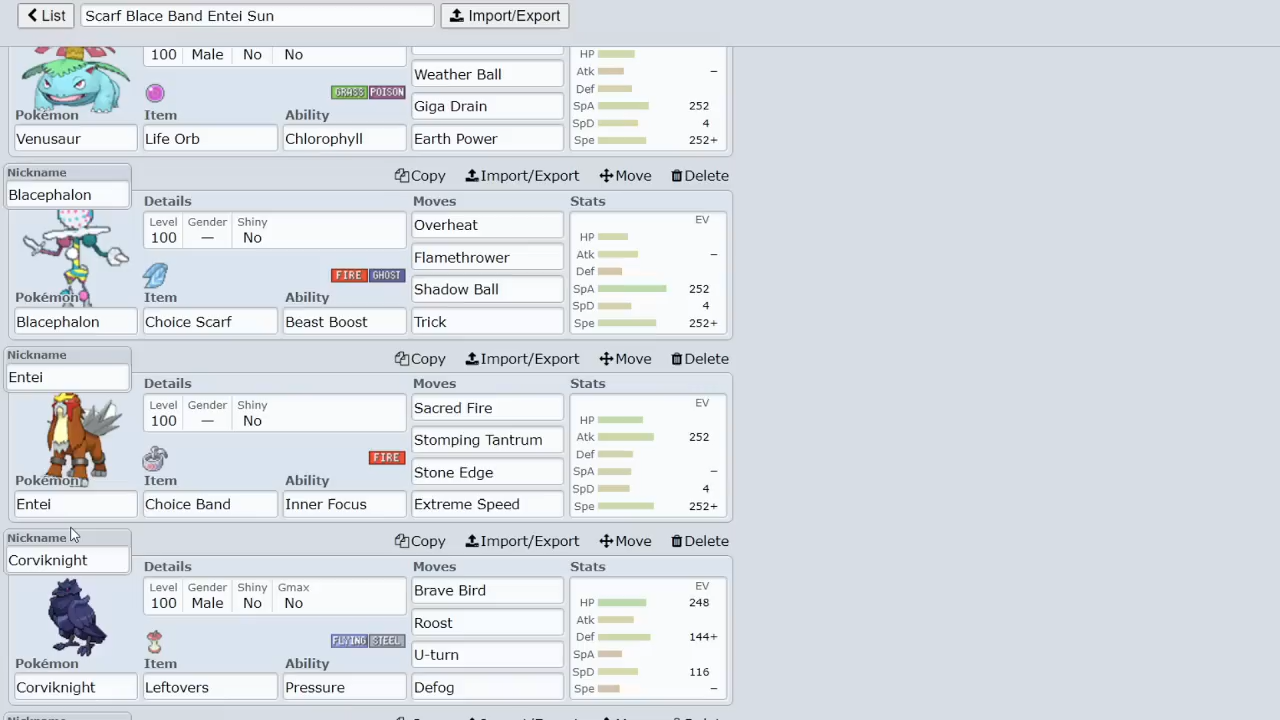 List
Scarf Blace Band Entei Sun
Import/Export
100 Male No No
Weather Ball
Giga Drain
Earth Power
HP
Atk –
Def
SpA 252
SpD 4
Spe 252+
GRASS POISON
Pokémon Item Ability
Venusaur Life Orb Chlorophyll
Nickname
Blacephalon
Copy Import/Export Move Delete
Details Moves Stats
Level Gender Shiny
100 — No
Overheat
Flamethrower
Shadow Ball
Trick
EV
HP
Atk –
Def
SpA 252
SpD 4
Spe 252+
FIRE GHOST
Pokémon Item Ability
Blacephalon Choice Scarf Beast Boost
Nickname
Entei
Copy Import/Export Move Delete
Details Moves Stats
Level Gender Shiny
100 — No
Sacred Fire
Stomping Tantrum
Stone Edge
Extreme Speed
EV
HP
Atk 252
Def
SpA –
SpD 4
Spe 252+
FIRE
Pokémon Item Ability
Entei Choice Band Inner Focus
Nickname
Corviknight
Copy Import/Export Move Delete
Details Moves Stats
Level Gender Shiny Gmax
100 Male No No
Brave Bird
Roost
U-turn
Defog
EV
HP 248
Atk
Def 144+
SpA
SpD 116
Spe –
FLYING STEEL
Pokémon Item Ability
Corviknight Leftovers Pressure